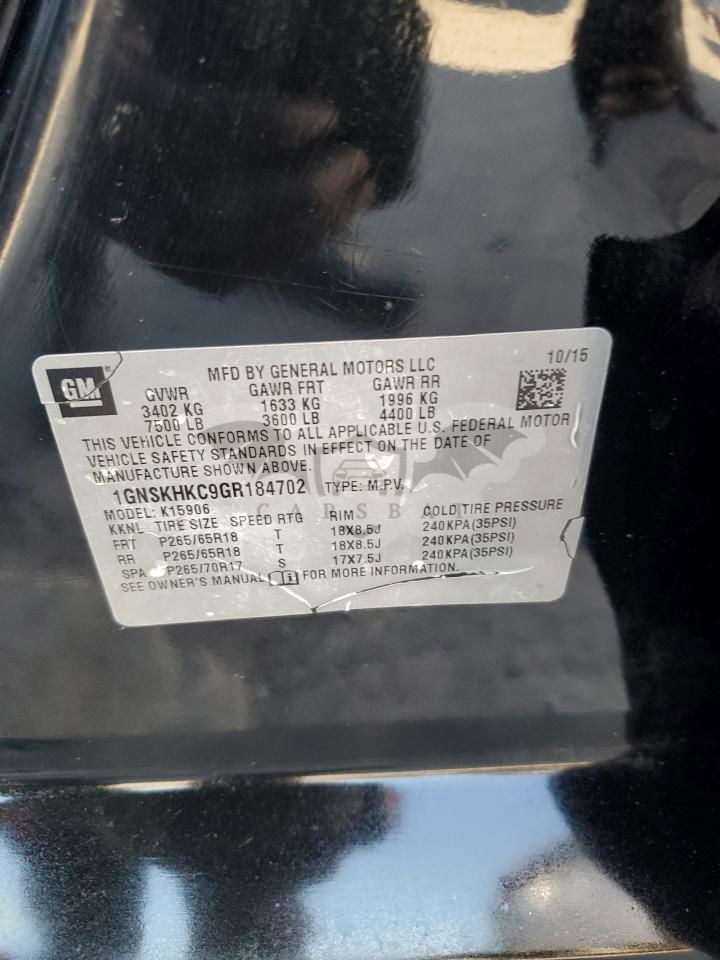 MFD BY GENERAL MOTORS LLC 10/15
GM
GVWR GAWR FRT GAWR RR
3402 KG 1633 KG 1996 KG
7500 LB 3600 LB 4400 LB
THIS VEHICLE CONFORMS TO ALL APPLICABLE U.S. FEDERAL MOTOR
VEHICLE SAFETY STANDARDS IN EFFECT ON THE DATE OF
MANUFACTURE SHOWN ABOVE.
1GNSKHKC9GR184702 TYPE: M.P.V.
MODEL: K15906
KKNL TIRE SIZE SPEED RTG RIM COLD TIRE PRESSURE
FRT P265/65R18 T 18X8.5J 240KPA(35PSI)
RR P265/65R18 T 18X8.5J 240KPA(35PSI)
SPA P265/70R17 S 17X7.5J 240KPA(35PSI)
SEE OWNER'S MANUAL FOR MORE INFORMATION.